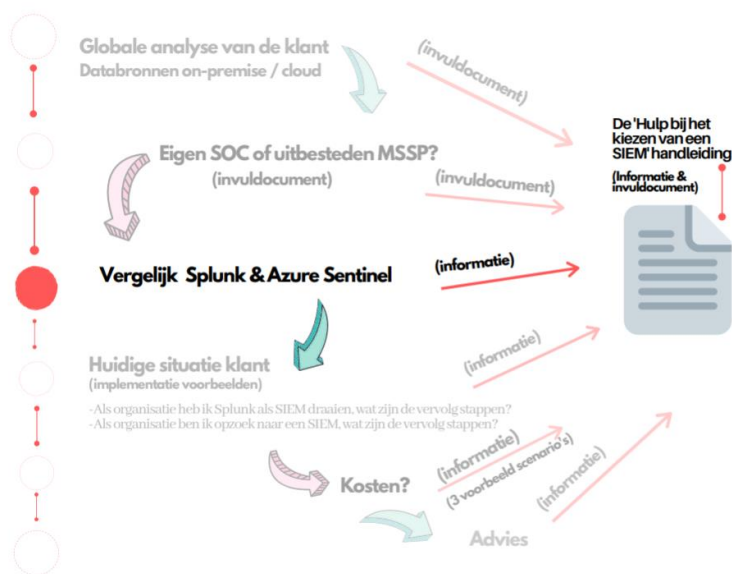 Globale analyse van de klant
Databronnen on-premise / cloud
(invuldocument)
De 'Hulp bij het
kiezen van een
SIEM' handleiding
(Informatie &
invuldocument)
Eigen SOC of uitbesteden MSSP?
(invuldocument)
(invuldocument)
Vergelijk Splunk & Azure Sentinel
(informatie)
Huidige situatie klant
(implementatie voorbeelden)
(informatie)
-Als organisatie heb ik Splunk als SIEM draaien, wat zijn de vervolg stappen?
-Als organisatie ben ik opzoek naar een SIEM, wat zijn de vervolg stappen?
Kosten?
(informatie)
(3 voorbeeld scenario's)
Advies
(informatie)